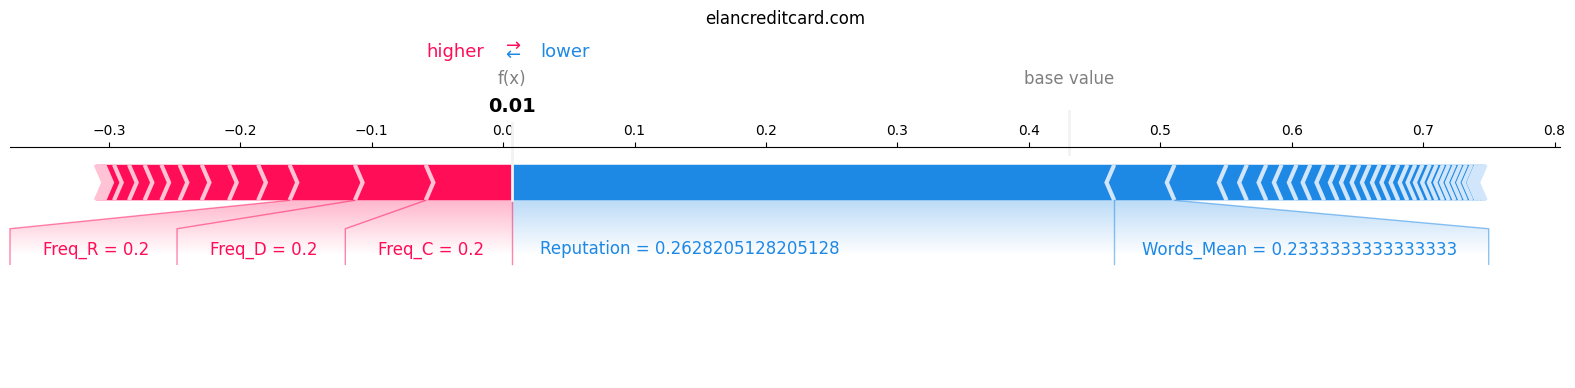 elancreditcard.com
higher ⇄ lower
f(x) base value
0.01
−0.3 −0.2 −0.1 0.0 0.1 0.2 0.3 0.4 0.5 0.6 0.7 0.8
Freq_R = 0.2 Freq_D = 0.2 Freq_C = 0.2 Reputation = 0.2628205128205128 Words_Mean = 0.2333333333333333